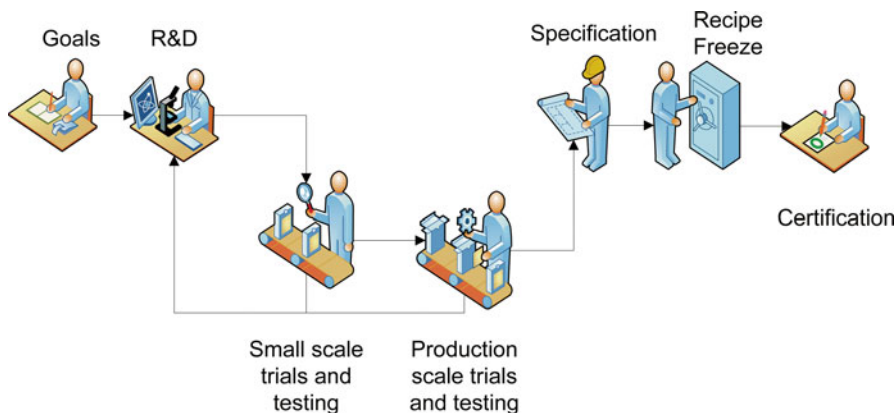 Goals
R&D
Specification
Recipe
Freeze
Certification
Small scale
trials and
testing
Production
scale trials
and testing